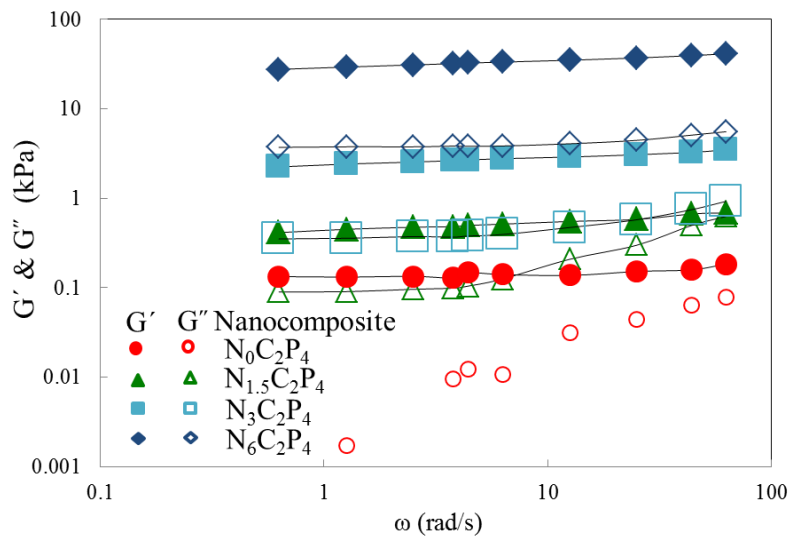 100
10
1
0.1
0.01
0.001
G′ & G″ (kPa)
G′ G″ Nanocomposite
N₀C₂P₄
N₁.₅C₂P₄
N₃C₂P₄
N₆C₂P₄
0.1 1 10 100
ω (rad/s)